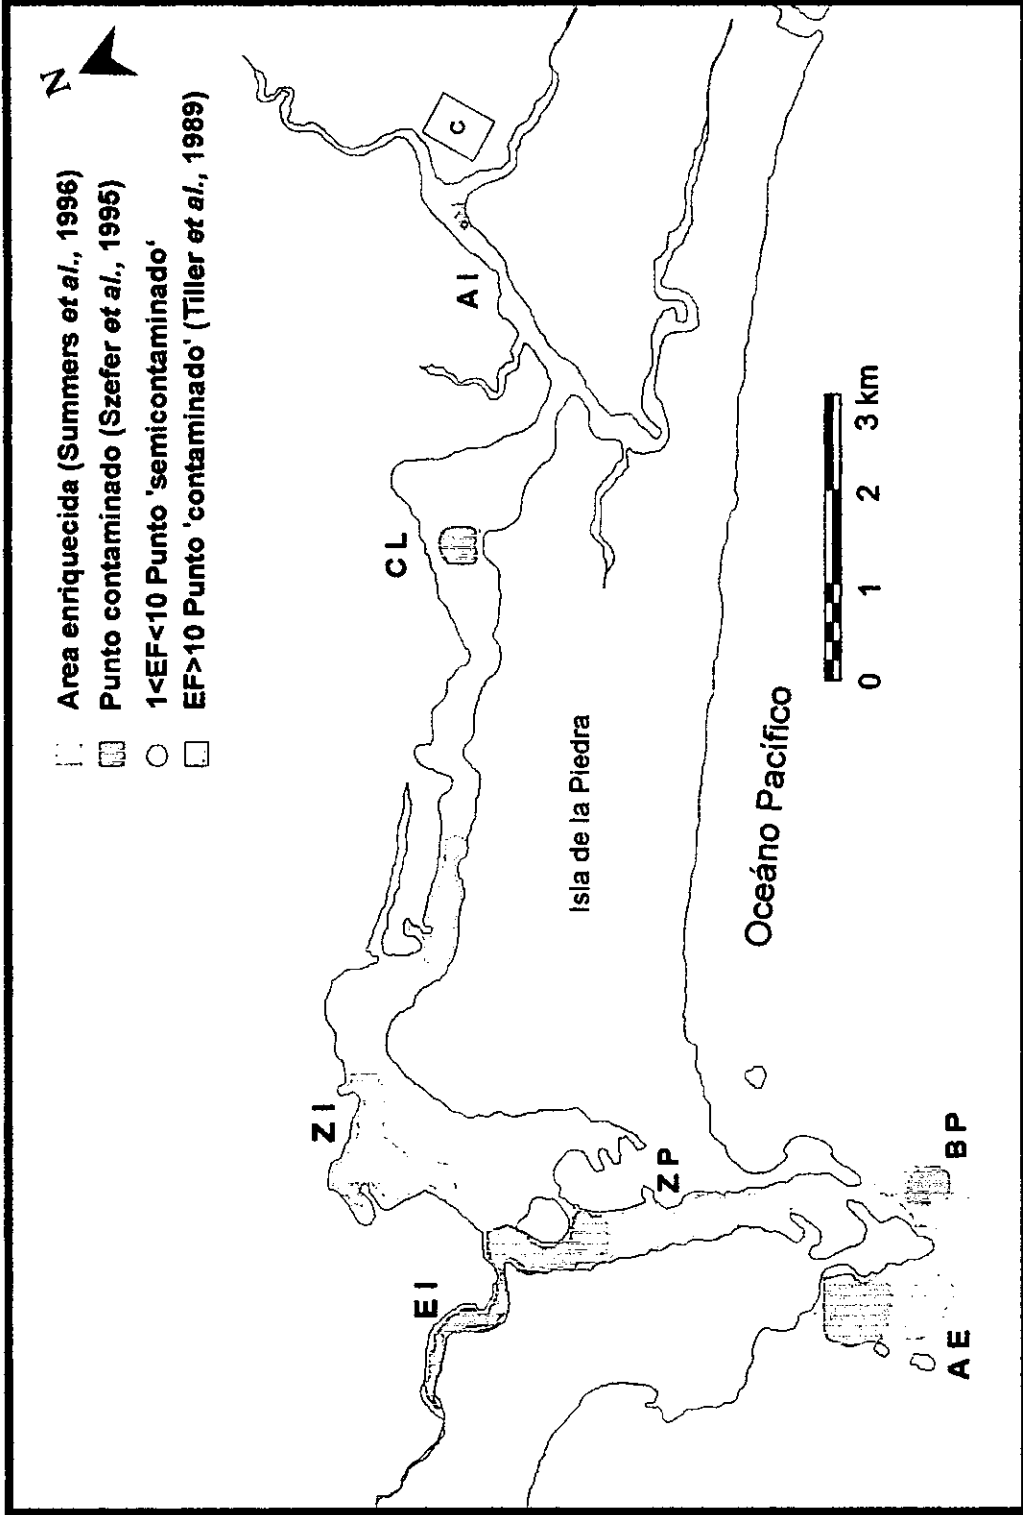 N
Area enriquecida (Summers et al., 1996)
Punto contaminado (Szefer et al., 1995)
1<EF<10 Punto 'semicontaminado'
EF>10 Punto 'contaminado' (Tiller et al., 1989)
C
A I
C L
Z I
E I
Z P
B P
A E
Isla de la Piedra
Oceáno Pacífico
0 1 2 3 km